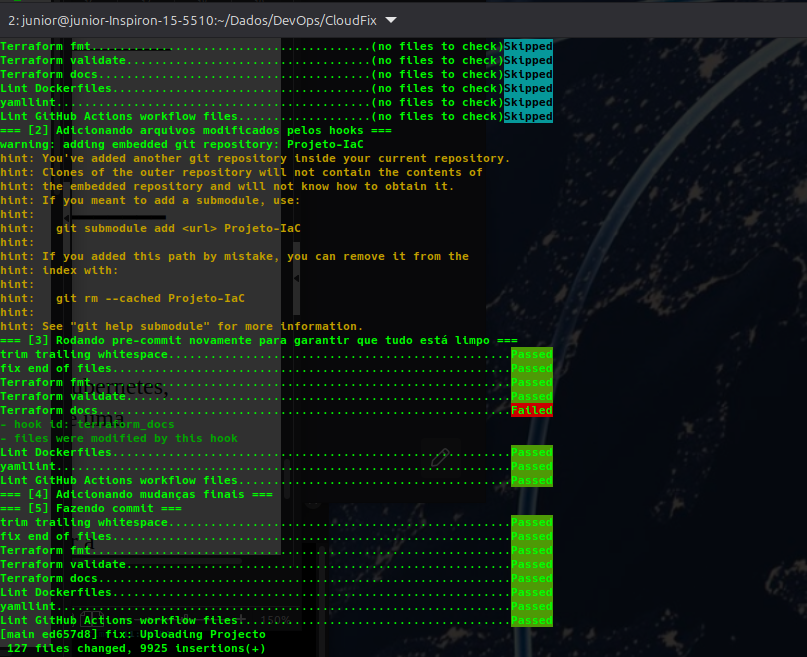 2: junior@junior-Inspiron-15-5510:~/Dados/DevOps/CloudFix
Terraform fmt........................................(no files to check)Skipped
Terraform validate...................................(no files to check)Skipped
Terraform docs.......................................(no files to check)Skipped
Lint Dockerfiles.....................................(no files to check)Skipped
yamllint.............................................(no files to check)Skipped
Lint GitHub Actions workflow files...................(no files to check)Skipped
=== [2] Adicionando arquivos modificados pelos hooks ===
warning: adding embedded git repository: Projeto-IaC
hint: You've added another git repository inside your current repository.
hint: Clones of the outer repository will not contain the contents of
hint: the embedded repository and will not know how to obtain it.
hint: If you meant to add a submodule, use:
hint:
hint:   git submodule add <url> Projeto-IaC
hint:
hint: If you added this path by mistake, you can remove it from the
hint: index with:
hint:
hint:   git rm --cached Projeto-IaC
hint:
hint: See "git help submodule" for more information.
=== [3] Rodando pre-commit novamente para garantir que tudo está limpo ===
trim trailing whitespace.................................................Passed
fix end of files.........................................................Passed
Terraform fmt............................................................Passed
Terraform validate.......................................................Passed
Terraform docs...........................................................Failed
- hook id: terraform_docs
- files were modified by this hook
Lint Dockerfiles.........................................................Passed
yamllint.................................................................Passed
Lint GitHub Actions workflow files.......................................Passed
=== [4] Adicionando mudanças finais ===
=== [5] Fazendo commit ===
trim trailing whitespace.................................................Passed
fix end of files.........................................................Passed
Terraform fmt............................................................Passed
Terraform validate.......................................................Passed
Terraform docs...........................................................Passed
Lint Dockerfiles.........................................................Passed
yamllint.................................................................Passed
Lint GitHub Actions workflow files.......................................Passed
[main ed657d8] fix: Uploading Projecto
 127 files changed, 9925 insertions(+)
150%